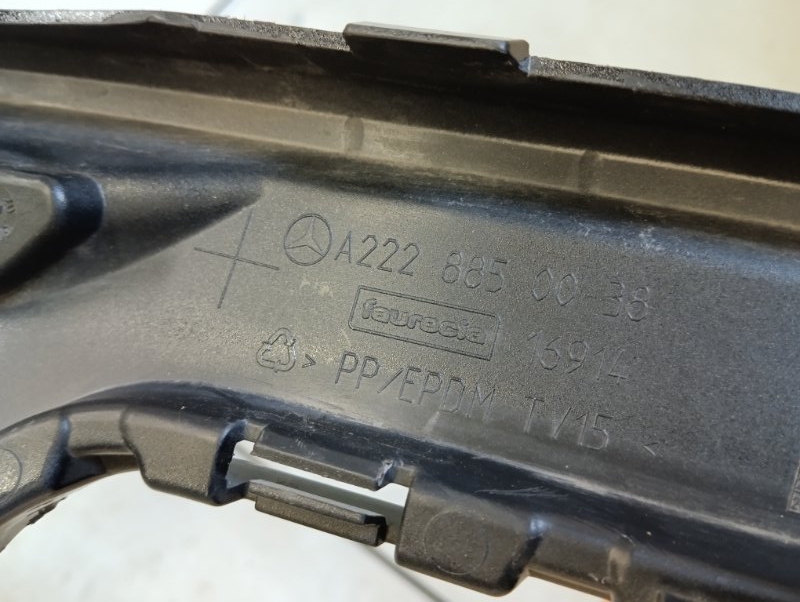 A222 885 00 38
faurecia
16914
> PP/EPDM TV15 <